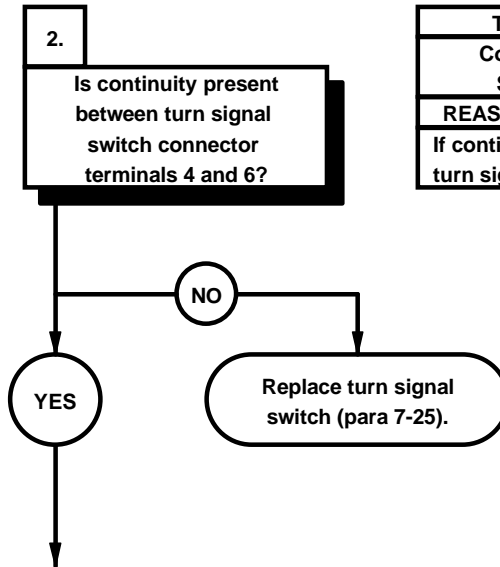 2.
Is continuity present
between turn signal
switch connector
terminals 4 and 6?
NO
YES
Replace turn signal
switch (para 7-25).
T
Co
S
REAS
If conti
turn sig